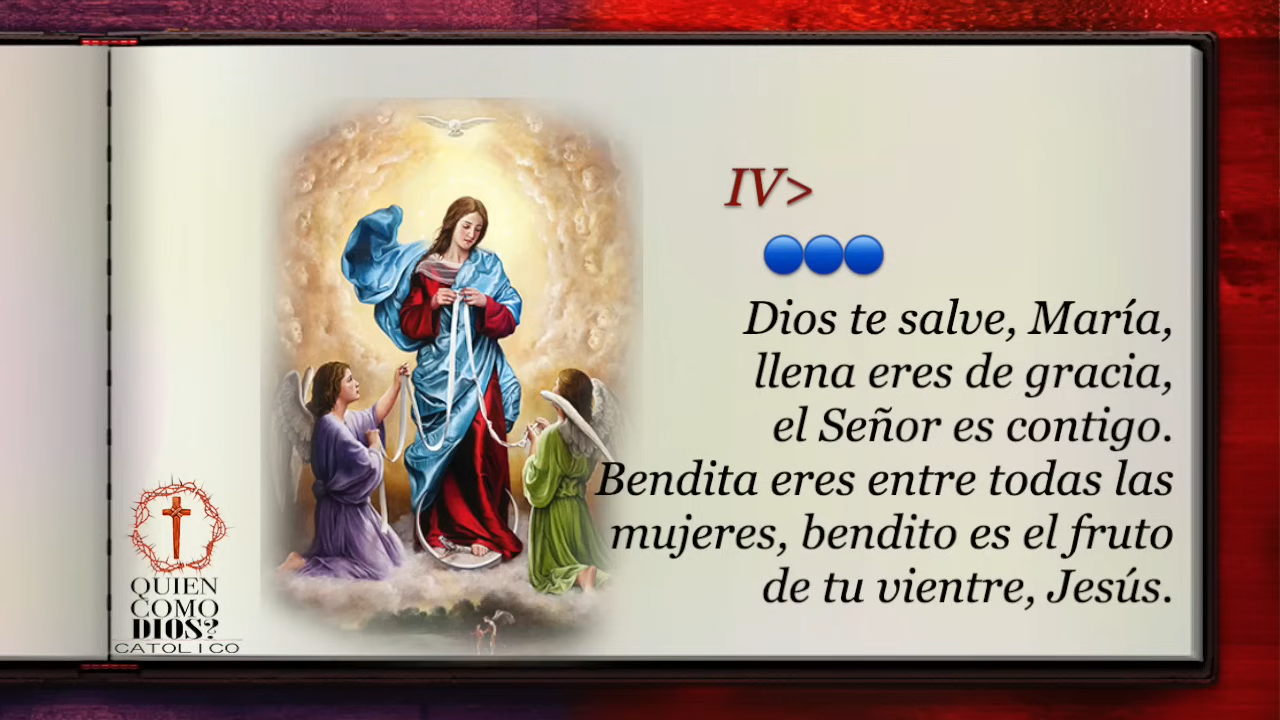 IV>
Dios te salve, María,
llena eres de gracia,
el Señor es contigo.
Bendita eres entre todas las
mujeres, bendito es el fruto
de tu vientre, Jesús.
QUIEN
COMO
DIOS?
CATOLICO